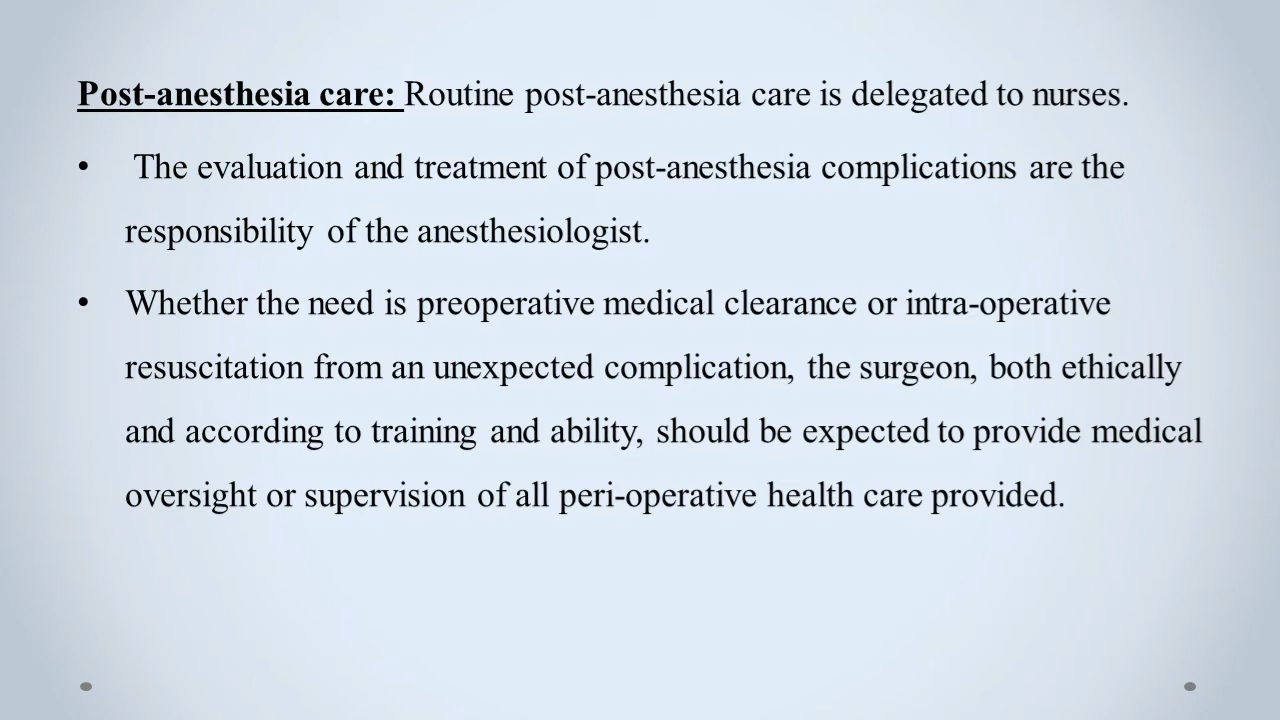 Post-anesthesia care: Routine post-anesthesia care is delegated to nurses.
• The evaluation and treatment of post-anesthesia complications are the
responsibility of the anesthesiologist.
• Whether the need is preoperative medical clearance or intra-operative
resuscitation from an unexpected complication, the surgeon, both ethically
and according to training and ability, should be expected to provide medical
oversight or supervision of all peri-operative health care provided.